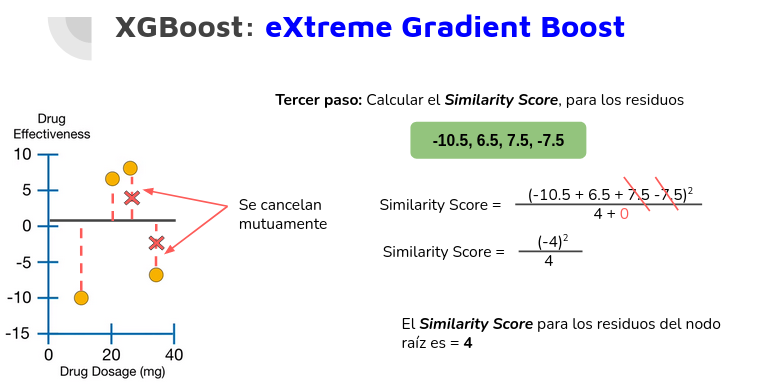 XGBoost: eXtreme Gradient Boost
Tercer paso: Calcular el Similarity Score, para los residuos
-10.5, 6.5, 7.5, -7.5
Drug
Effectiveness
10
5
0
-5
-10
-15
0 20 40
Drug Dosage (mg)
Se cancelan
mutuamente
Similarity Score = (-10.5 + 6.5 + 7.5 -7.5)²
4 + 0
Similarity Score = (-4)²
4
El Similarity Score para los residuos del nodo
raíz es = 4